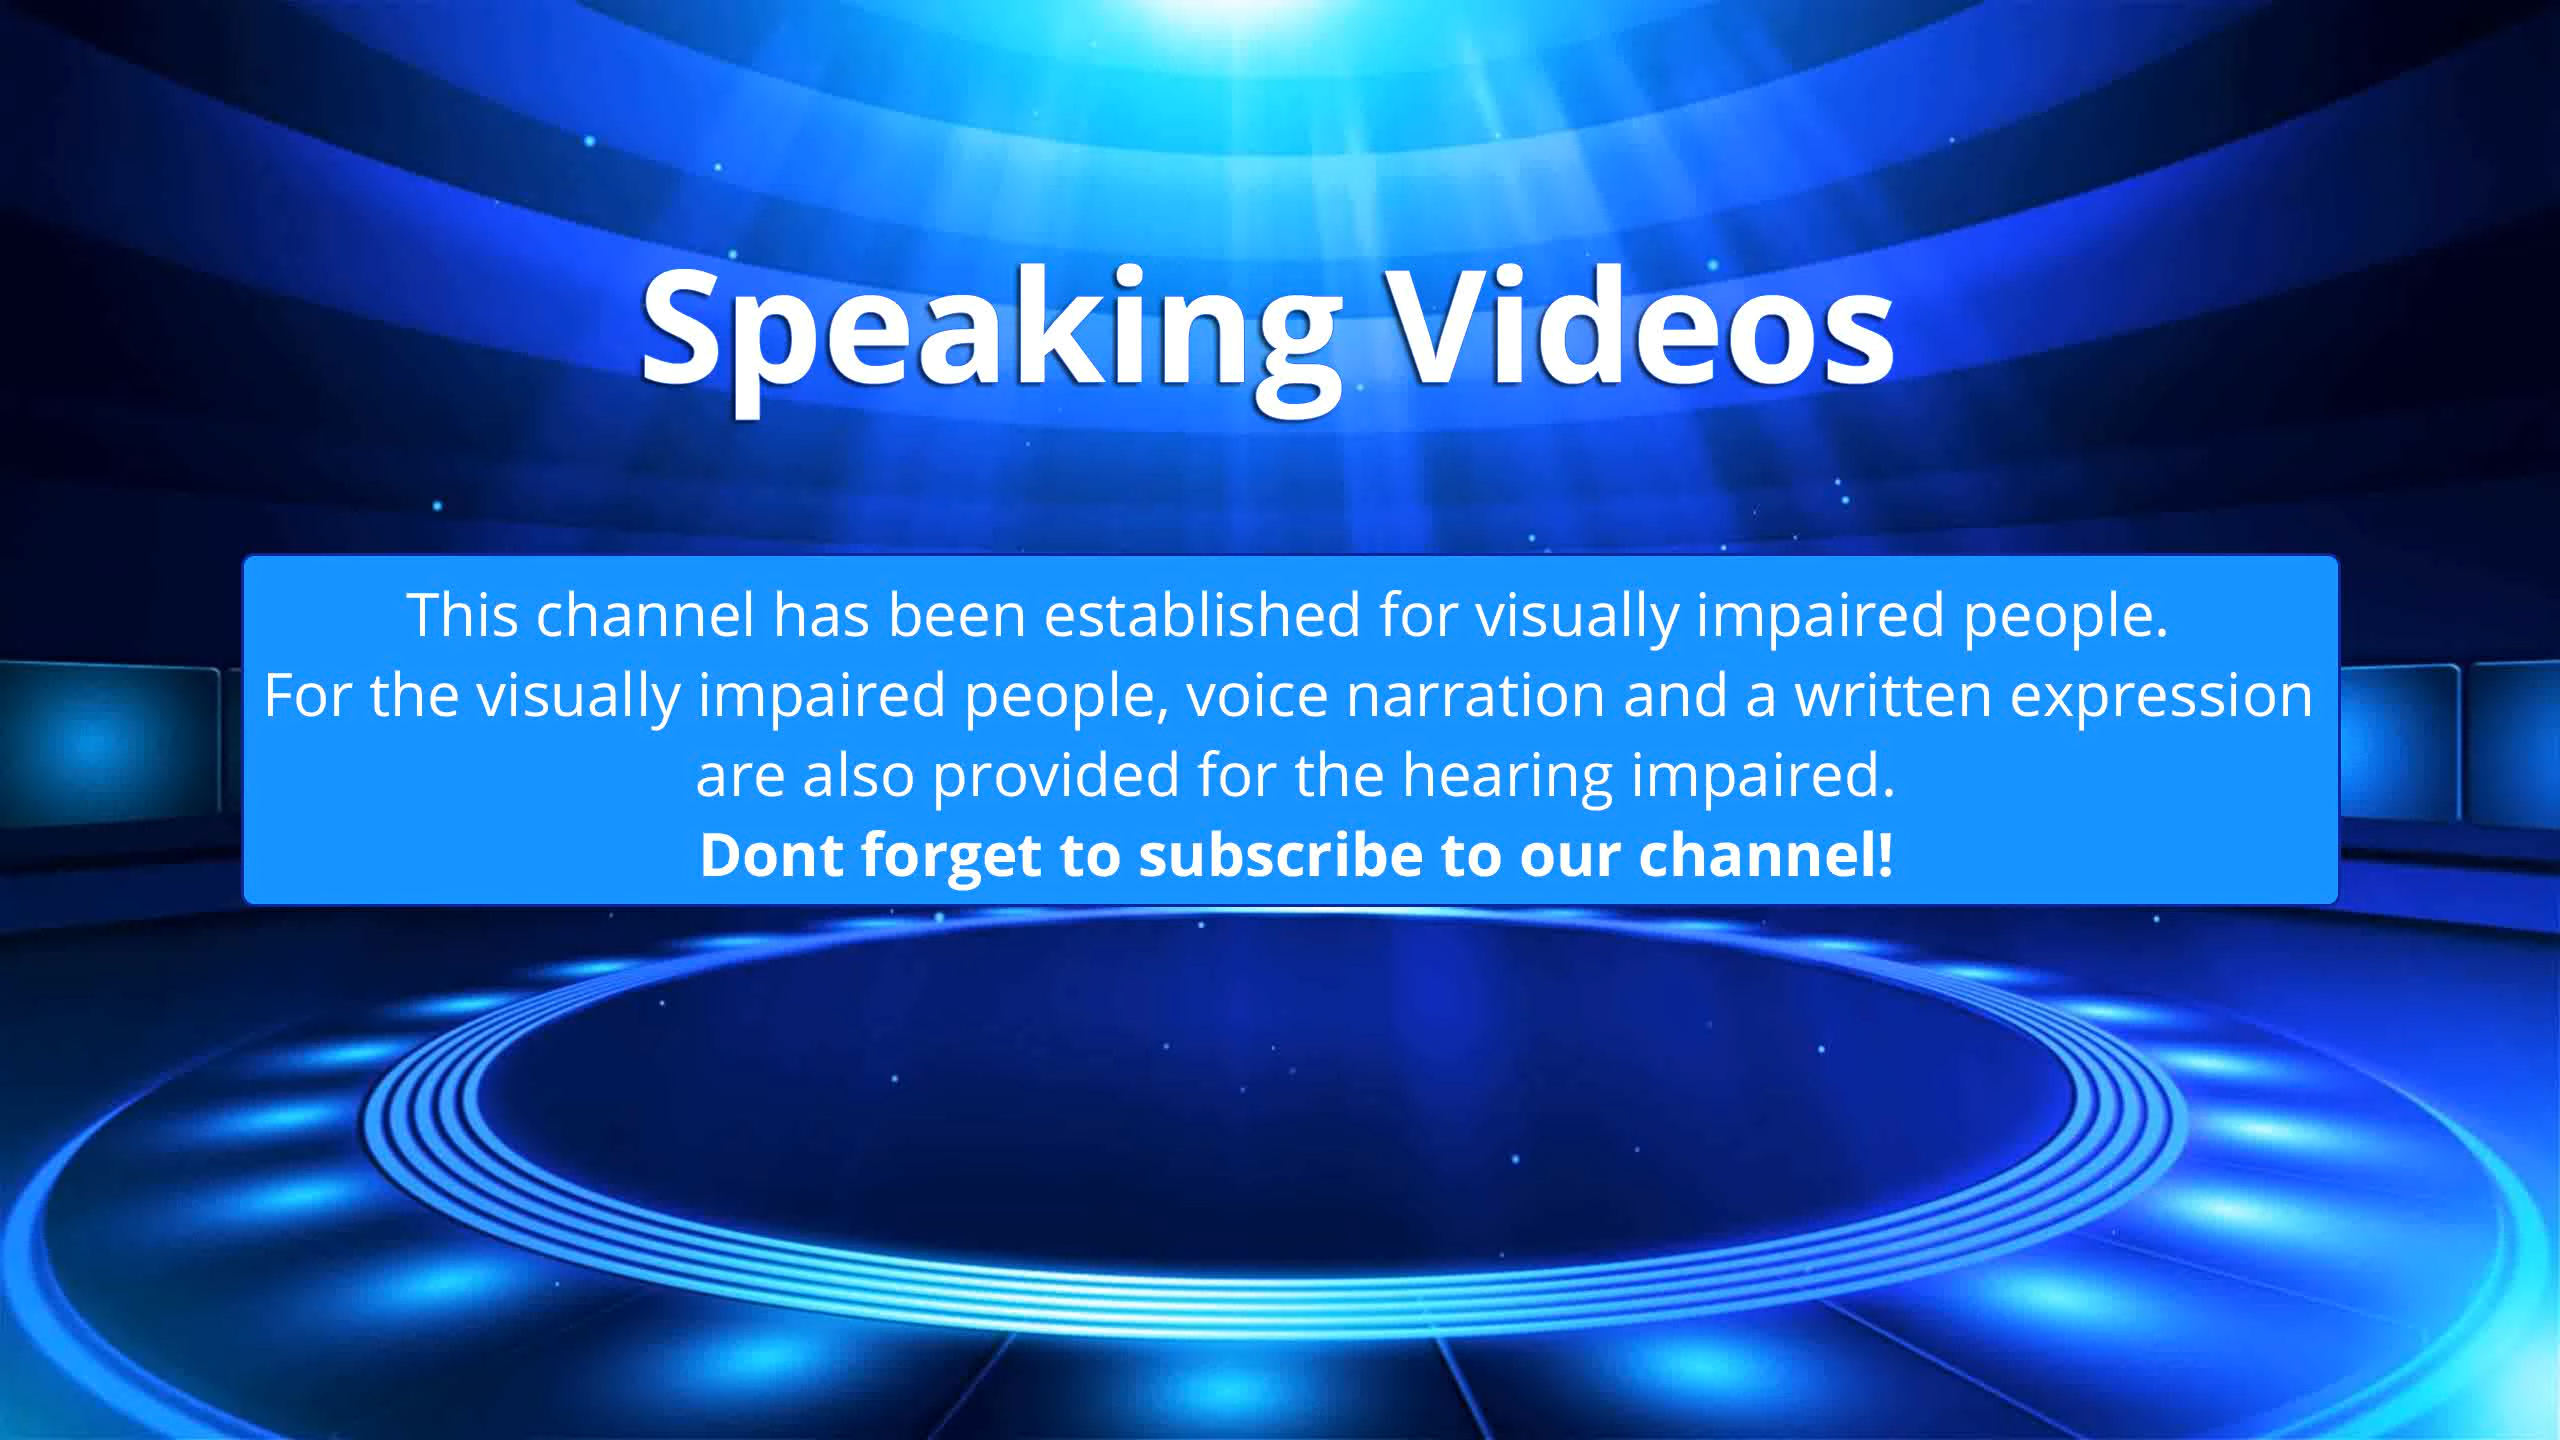 Speaking Videos
This channel has been established for visually impaired people.
For the visually impaired people, voice narration and a written expression
are also provided for the hearing impaired.
Dont forget to subscribe to our channel!